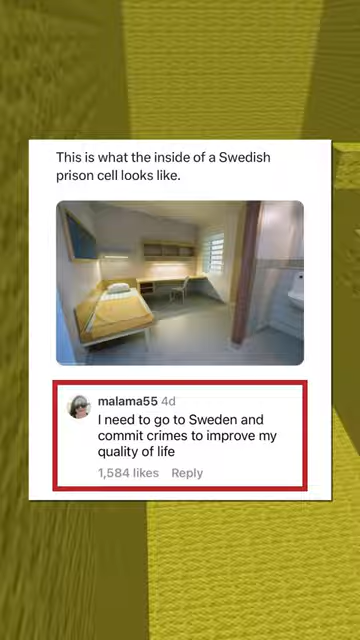 This is what the inside of a Swedish
prison cell looks like.
malama55 4d
I need to go to Sweden and
commit crimes to improve my
quality of life
1,584 likes Reply